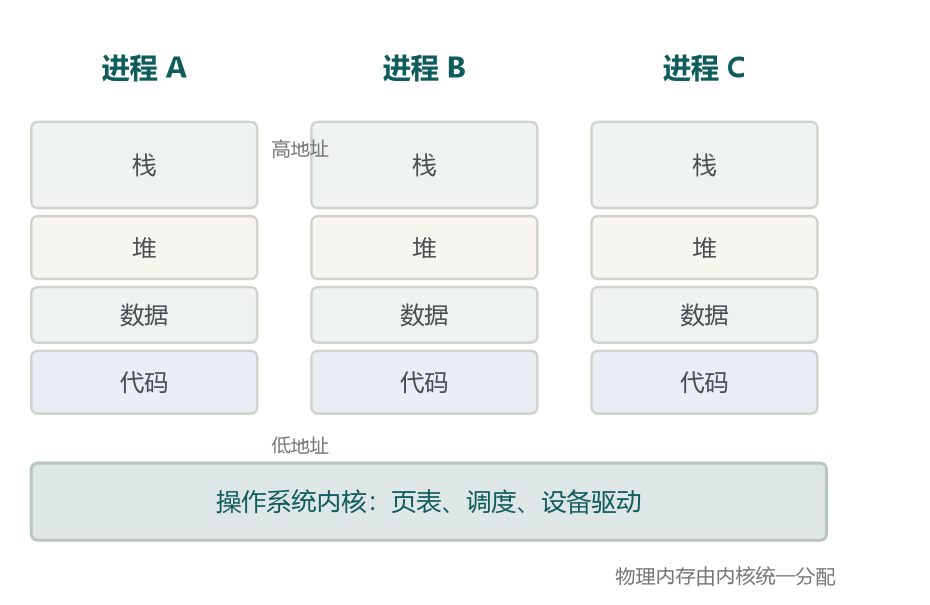 进程 A
进程 B
进程 C
高地址
栈
栈
栈
堆
堆
堆
数据
数据
数据
代码
代码
代码
低地址
操作系统内核：页表、调度、设备驱动
物理内存由内核统一分配